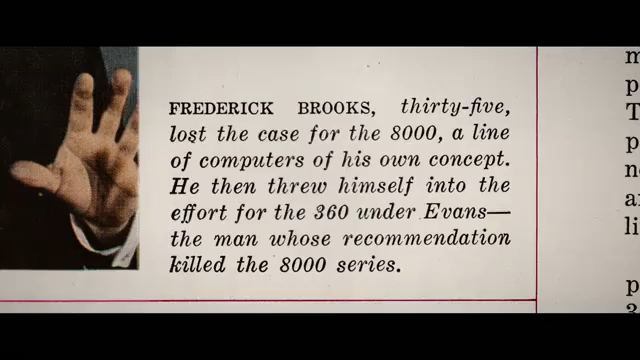 FREDERICK BROOKS, thirty-five,
lost the case for the 8000, a line
of computers of his own concept.
He then threw himself into the
effort for the 360 under Evans—
the man whose recommendation
killed the 8000 series.